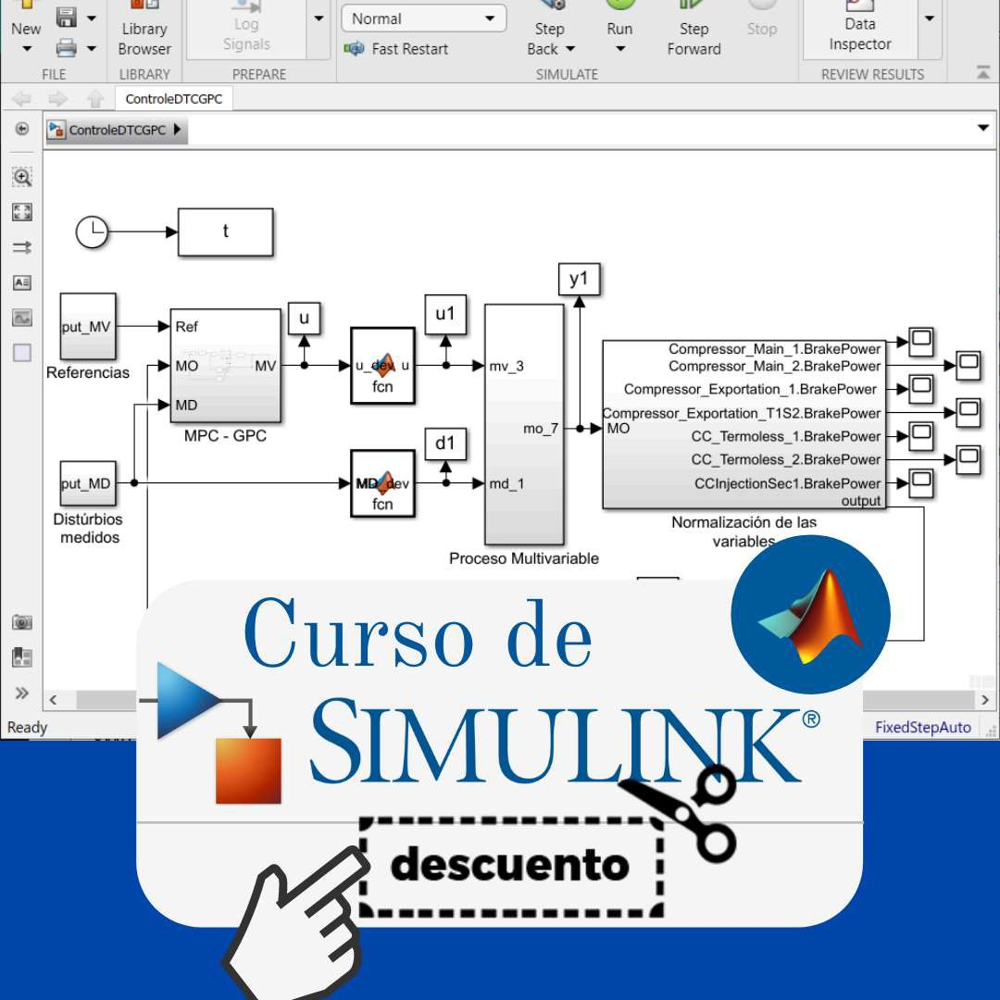 New
Library
Browser
Log
Signals
Normal
Fast Restart
Step
Back
Run
Step
Forward
Stop
Data
Inspector
FILE
LIBRARY
PREPARE
SIMULATE
REVIEW RESULTS
ControleDTCGPC
ControleDTCGPC
t
put_MV
Referencias
Ref
MO
MD
MV
MPC - GPC
u
u_dev u
fcn
u1
mv_3
y1
mo_7
MO
Compressor_Main_1.BrakePower
Compressor_Main_2.BrakePower
Compressor_Exportation_1.BrakePower
Compressor_Exportation_T1S2.BrakePower
CC_Termoless_1.BrakePower
CC_Termoless_2.BrakePower
CCInjectionSec1.BrakePower
output
put_MD
Distúrbios
medidos
MD_dev
fcn
d1
md_1
Proceso Multivariable
Normalización de las
variables
Curso de
SIMULINK®
descuento
Ready
FixedStepAuto